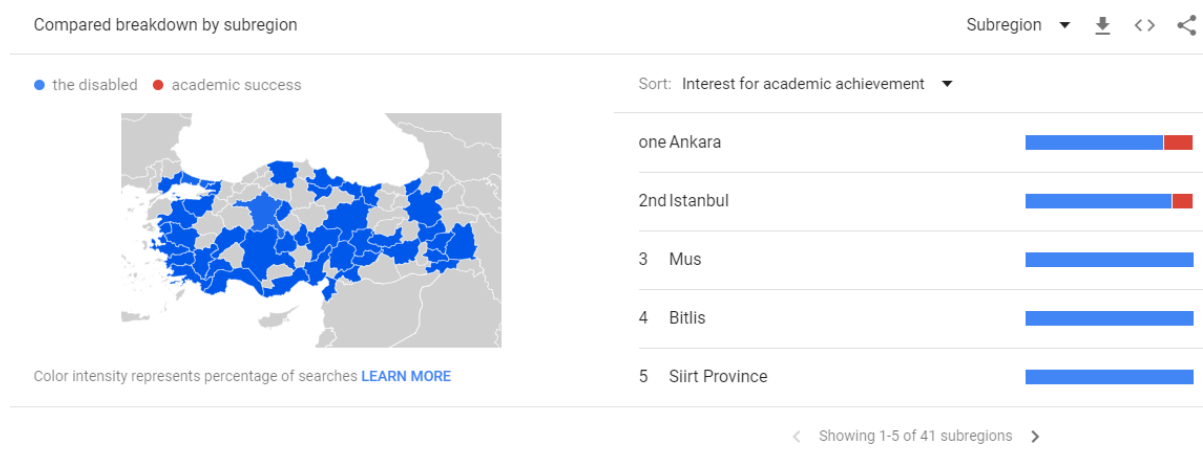 Compared breakdown by subregion
Subregion
the disabled academic success
Sort: Interest for academic achievement
one Ankara
2nd Istanbul
3 Mus
4 Bitlis
5 Siirt Province
Color intensity represents percentage of searches LEARN MORE
Showing 1-5 of 41 subregions